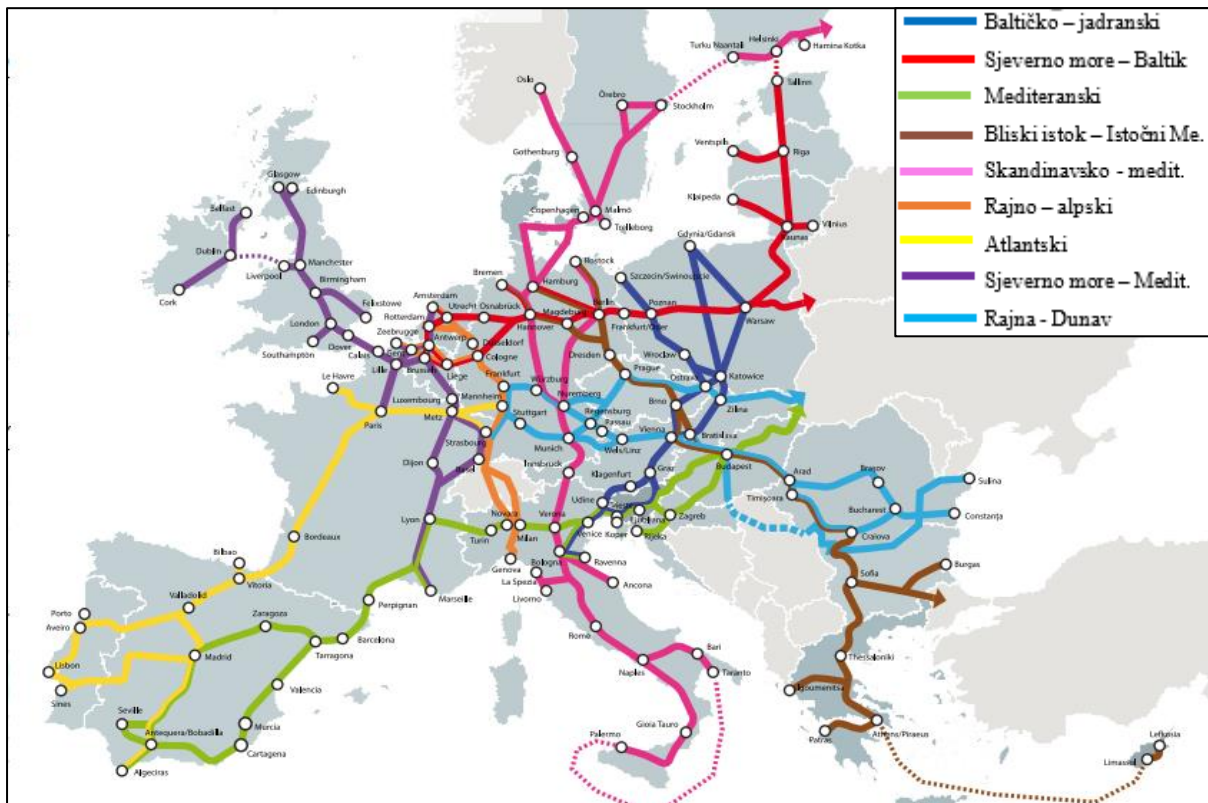 Baltičko – jadranski
Sjeverno more – Baltik
Mediteranski
Bliski istok – Istočni Me.
Skandinavsko - medit.
Rajno – alpski
Atlantski
Sjeverno more – Medit.
Rajna - Dunav
Helsinki
Turku Naantali
Hamina Kotka
Oslo
Tallinn
Örebro
Stockholm
Ventspils
Riga
Gothenburg
Glasgow
Edinburgh
Klaipeda
Belfast
Copenhagen
Malmö
Trelleborg
Vilnius
Kaunas
Dublin
Gdynia/Gdansk
Liverpool
Manchester
Rostock
Cork
Birmingham
Bremen
Hamburg
Szczecin/Swinoujscie
Felixstowe
Amsterdam
Utrecht
Osnabrück
Berlin
Poznan
Warsaw
London
Rotterdam
Magdeburg
Zeebrugge
Hannover
Frankfurt/Oder
Southampton
Dover
Antwerp
Düsseldorf
Calais
Cologne
Dresden
Wroclaw
Lille
Brussels
Liege
Frankfurt
Prague
Katowice
Le Havre
Ostrava
Luxembourg
Mannheim
Würzburg
Nuremberg
Brno
Zilina
Paris
Metz
Stuttgart
Regensburg
Passau
Strasbourg
Vienna
Bratislava
Munich
Wels/Linz
Dijon
Basel
Innsbruck
Klagenfurt
Graz
Budapest
Arad
Brasov
Sulina
Timișoara
Udine
Lyon
Novara
Verona
Ljubljana
Zagreb
Bucharest
Constanța
Turin
Milan
Venice
Koper
Rijeka
Craiova
Bordeaux
Bologna
Ravenna
Genova
Bilbao
La Spezia
Sofia
Burgas
Vitoria
Livorno
Ancona
Marseille
Valladolid
Perpignan
Porto
Zaragoza
Aveiro
Rome
Barcelona
Madrid
Tarragona
Bari
Thessaloniki
Lisbon
Naples
Taranto
Sines
Valencia
Igoumenitsa
Seville
Murcia
Gioia Tauro
Antequera/Bobadilla
Palermo
Patras
Athens/Piraeus
Cartagena
Lefkosia
Limassol
Algeciras